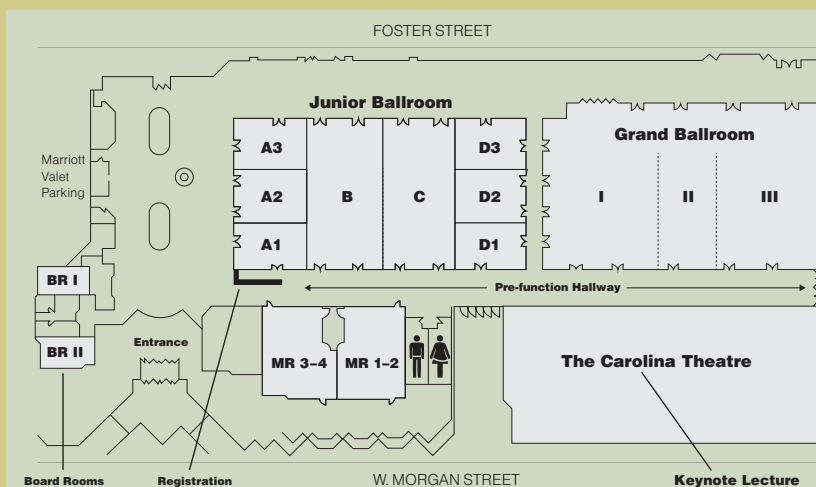 FOSTER STREET
Junior Ballroom
Grand Ballroom
A3
D3
Marriott
Valet
Parking
A2
B
C
D2
I
II
III
A1
D1
BR I
Pre-function Hallway
Entrance
BR II
MR 3–4
MR 1–2
The Carolina Theatre
Board Rooms
Registration
W. MORGAN STREET
Keynote Lecture